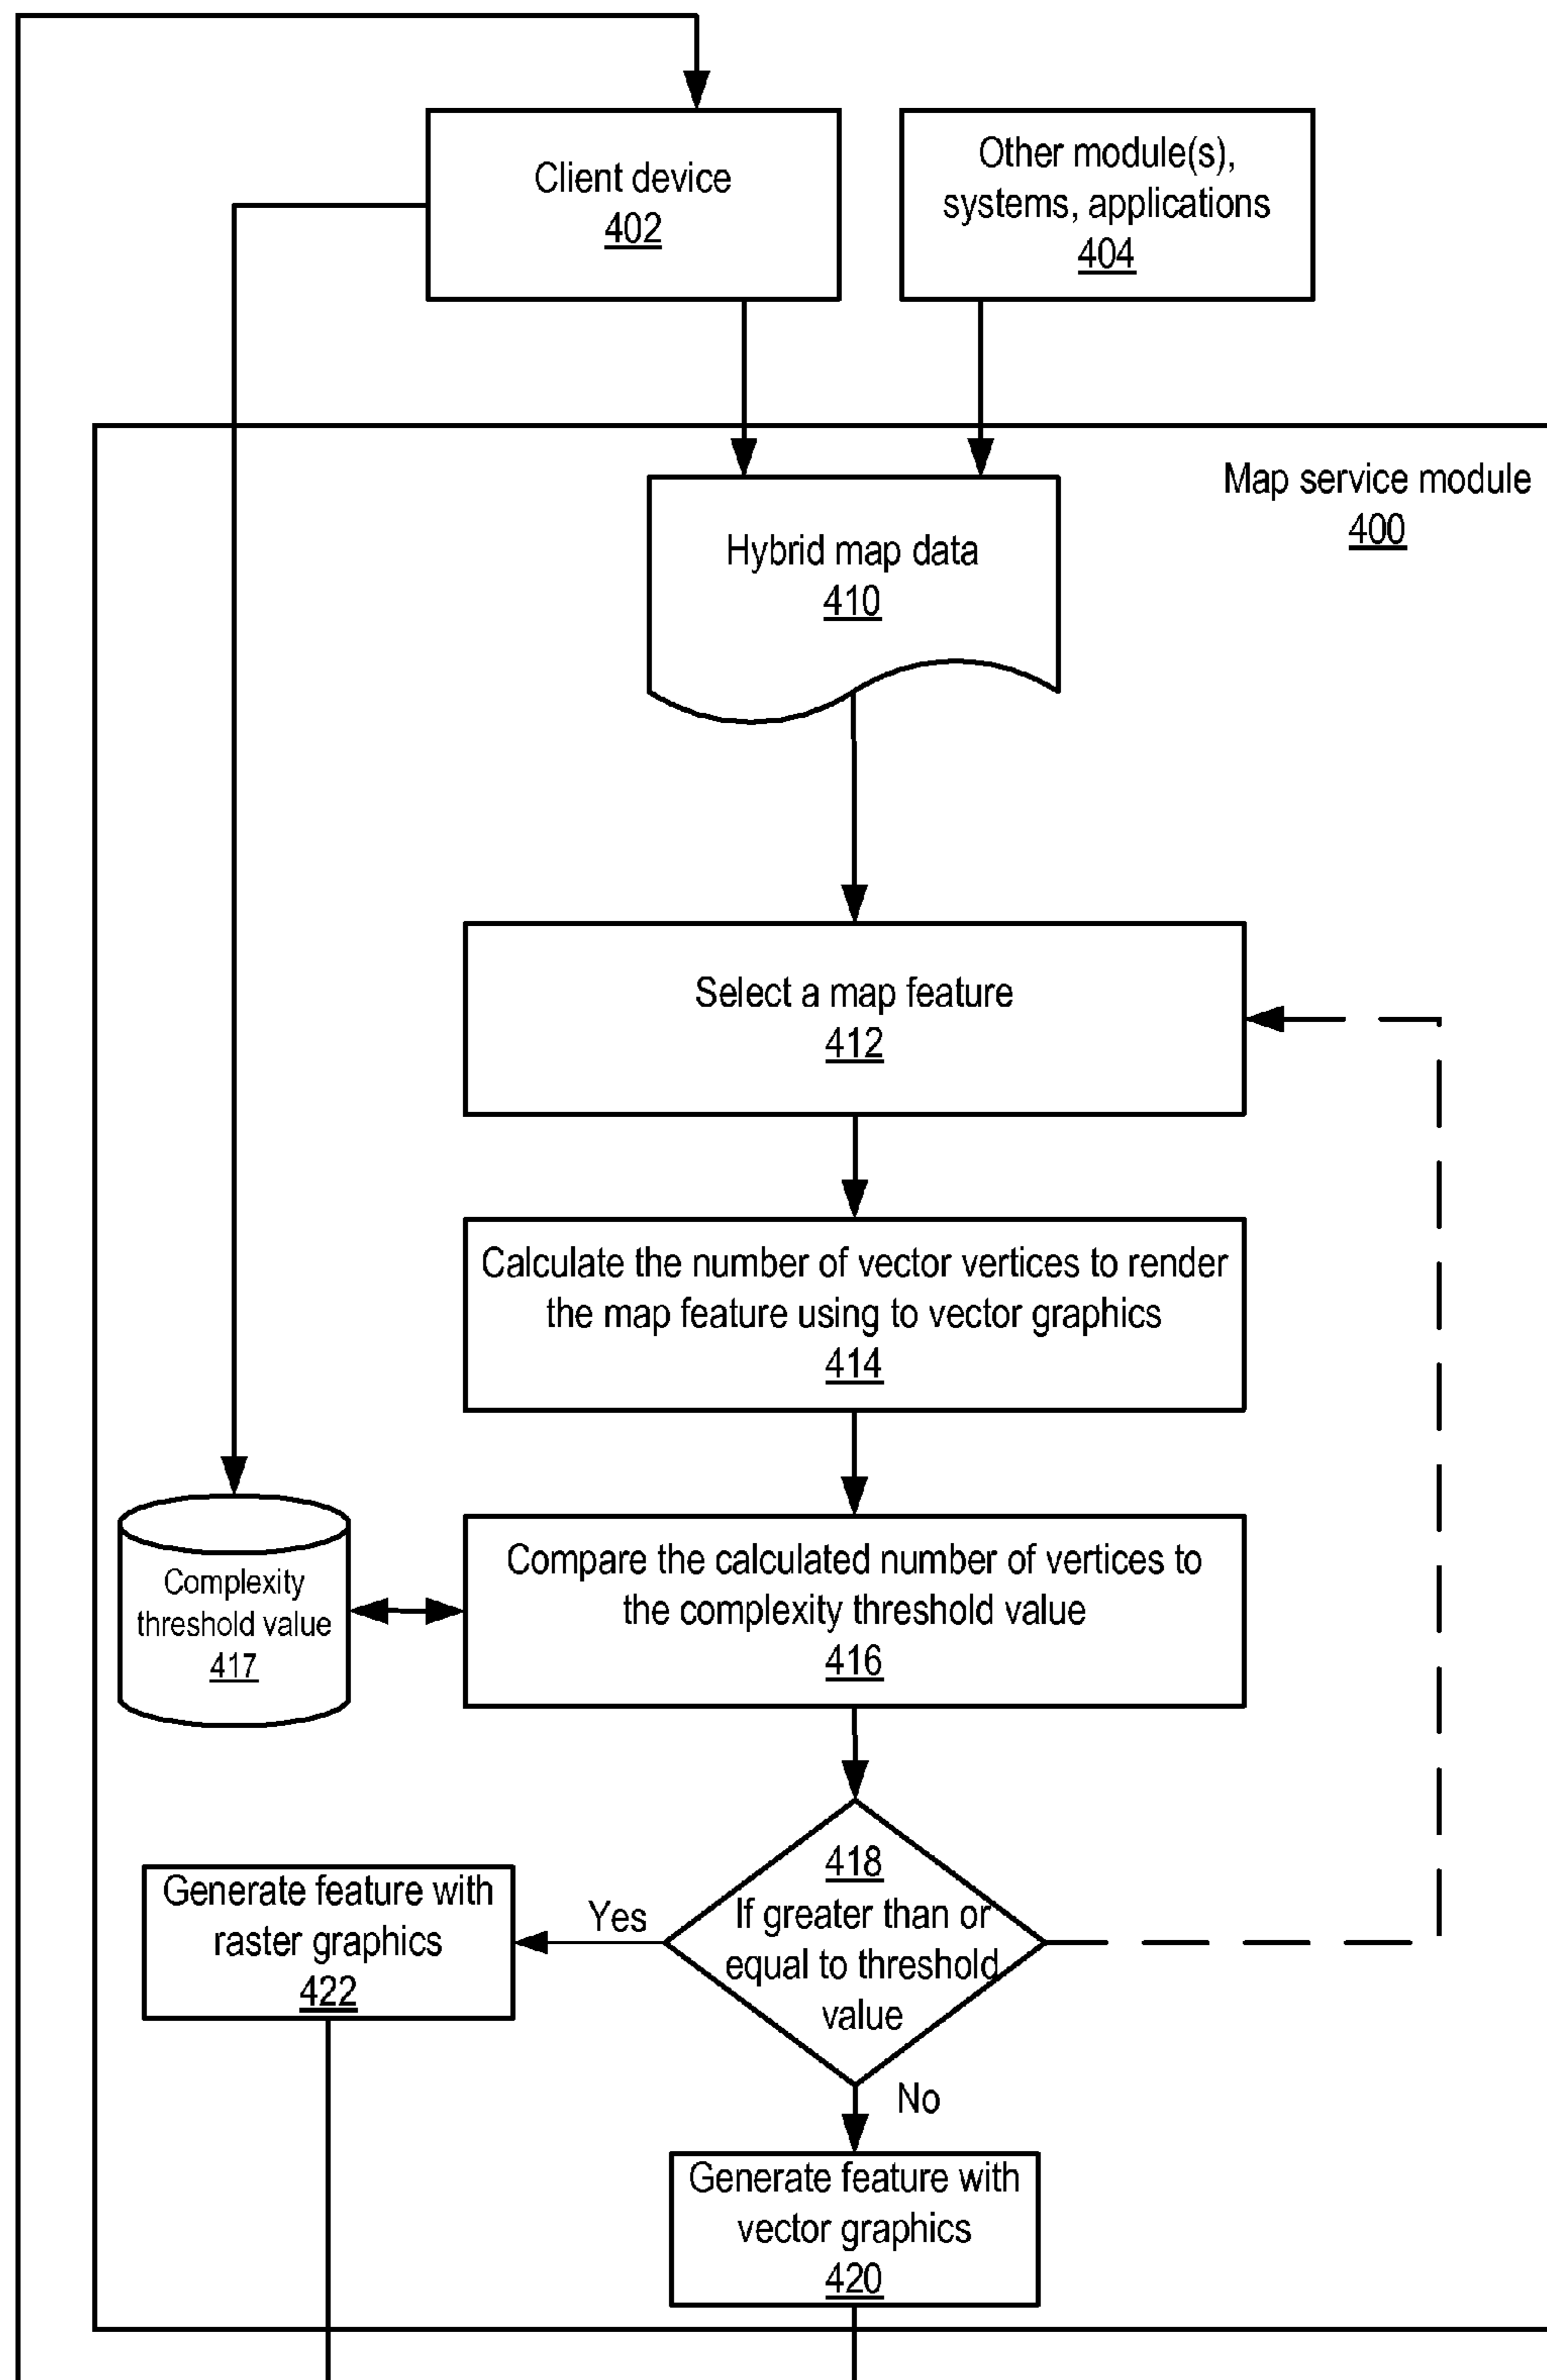 Client device
402
Other module(s),
systems, applications
404
Map service module
400
Hybrid map data
410
Select a map feature
412
Calculate the number of vector vertices to render
the map feature using to vector graphics
414
Complexity
threshold value
417
Compare the calculated number of vertices to
the complexity threshold value
416
418
If greater than or
equal to threshold
value
Yes
Generate feature with
raster graphics
422
No
Generate feature with
vector graphics
420